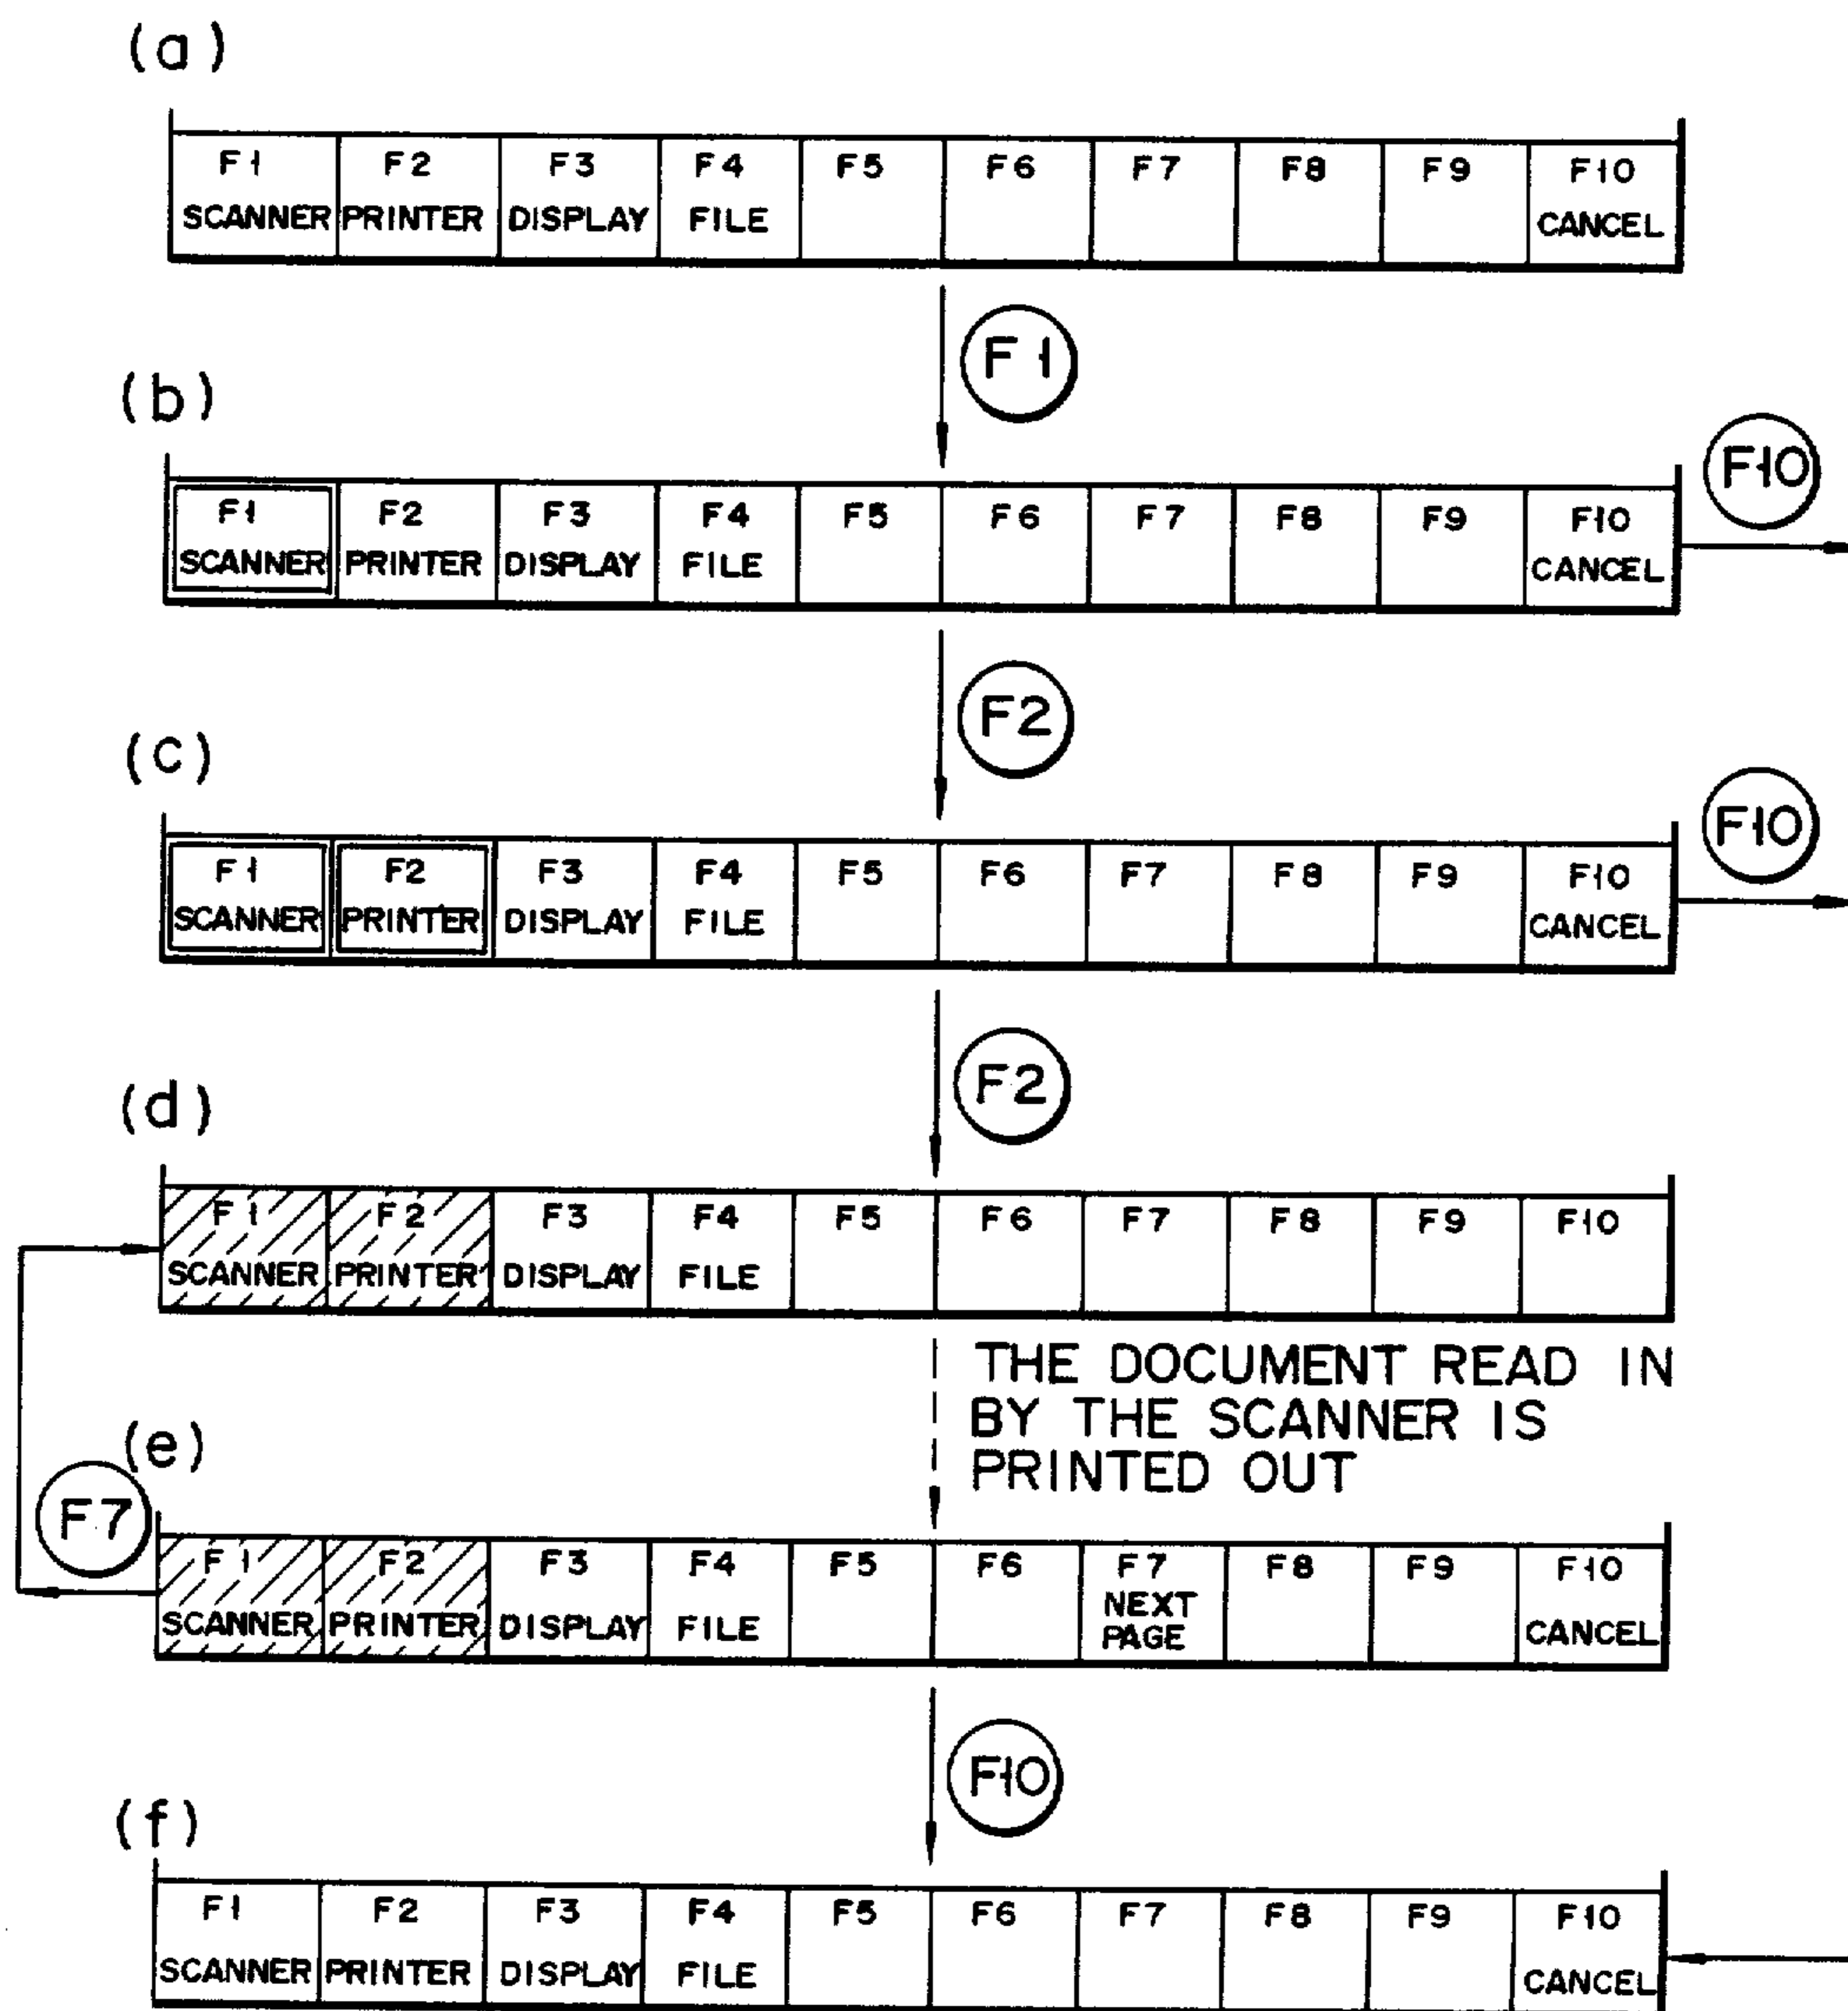 (a)
F1 F2 F3 F4 F5 F6 F7 F8 F9 F10
SCANNER PRINTER DISPLAY FILE CANCEL
F1
(b)
F10
F1 F2 F3 F4 F5 F6 F7 F8 F9 F10
SCANNER PRINTER DISPLAY FILE CANCEL
F2
(c)
F10
F1 F2 F3 F4 F5 F6 F7 F8 F9 F10
SCANNER PRINTER DISPLAY FILE CANCEL
F2
(d)
F1 F2 F3 F4 F5 F6 F7 F8 F9 F10
SCANNER PRINTER DISPLAY FILE
THE DOCUMENT READ IN
BY THE SCANNER IS
PRINTED OUT
(e)
F7
F1 F2 F3 F4 F5 F6 F7 F8 F9 F10
NEXT
SCANNER PRINTER DISPLAY FILE PAGE CANCEL
F10
(f)
F1 F2 F3 F4 F5 F6 F7 F8 F9 F10
SCANNER PRINTER DISPLAY FILE CANCEL